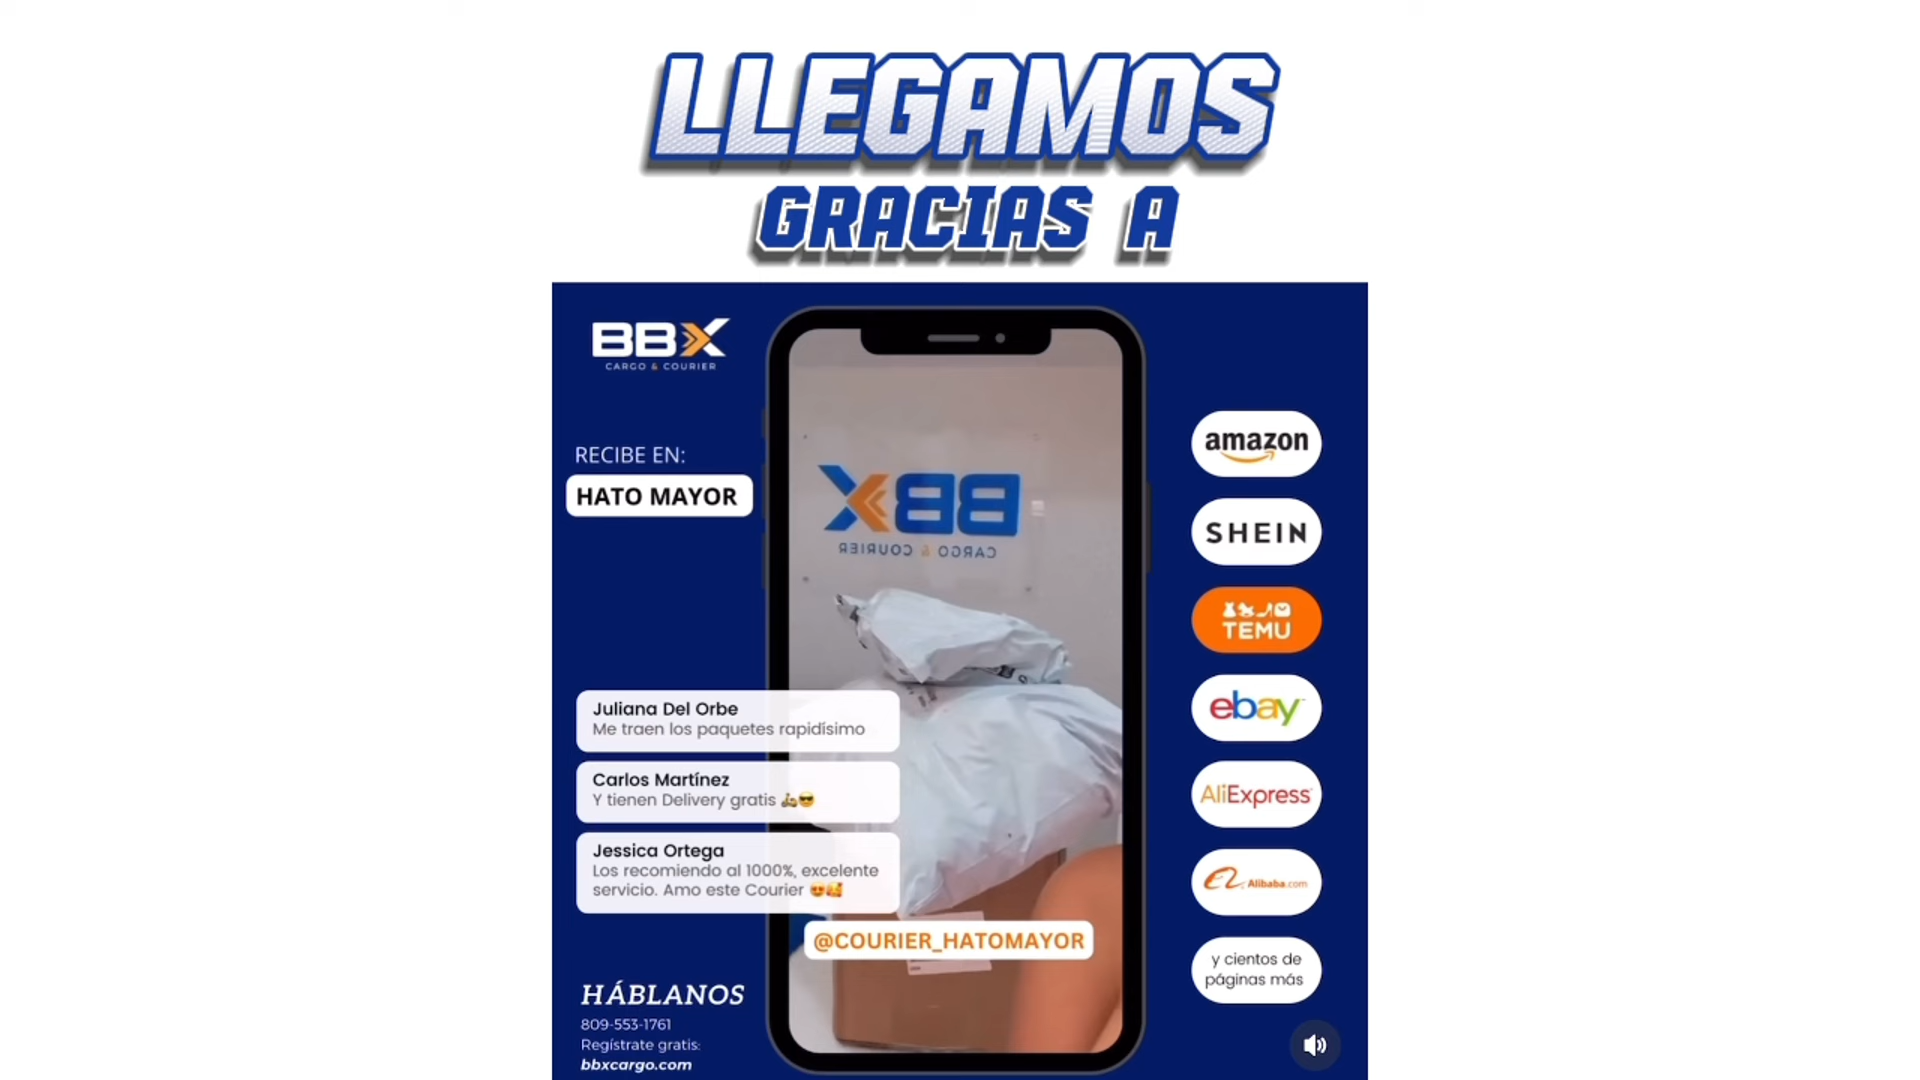 LLEGAMOS
GRACIAS A
BBX
CARGO & COURIER
RECIBE EN:
HATO MAYOR
BBX
CARGO & COURIER
Juliana Del Orbe
Me traen los paquetes rapidísimo
Carlos Martínez
Y tienen Delivery gratis 🛵😎
Jessica Ortega
Los recomiendo al 1000%, excelente
servicio. Amo este Courier 😍🥰
@COURIER_HATOMAYOR
HÁBLANOS
809-553-1761
Regístrate gratis:
bbxcargo.com
amazon
SHEIN
TEMU
ebay
AliExpress
Alibaba.com
y cientos de
páginas más